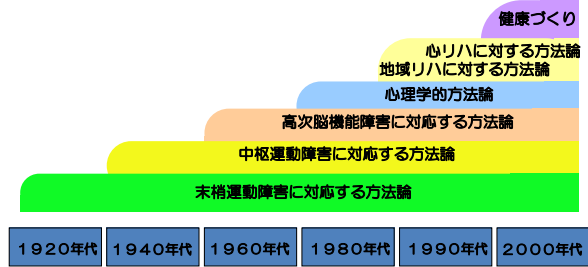 健康づくり
心リハに対する方法論
地域リハに対する方法論
心理学的方法論
高次脳機能障害に対応する方法論
中枢運動障害に対応する方法論
末梢運動障害に対応する方法論
１９２０年代
１９４０年代
１９６０年代
１９８０年代
１９９０年代
２０００年代